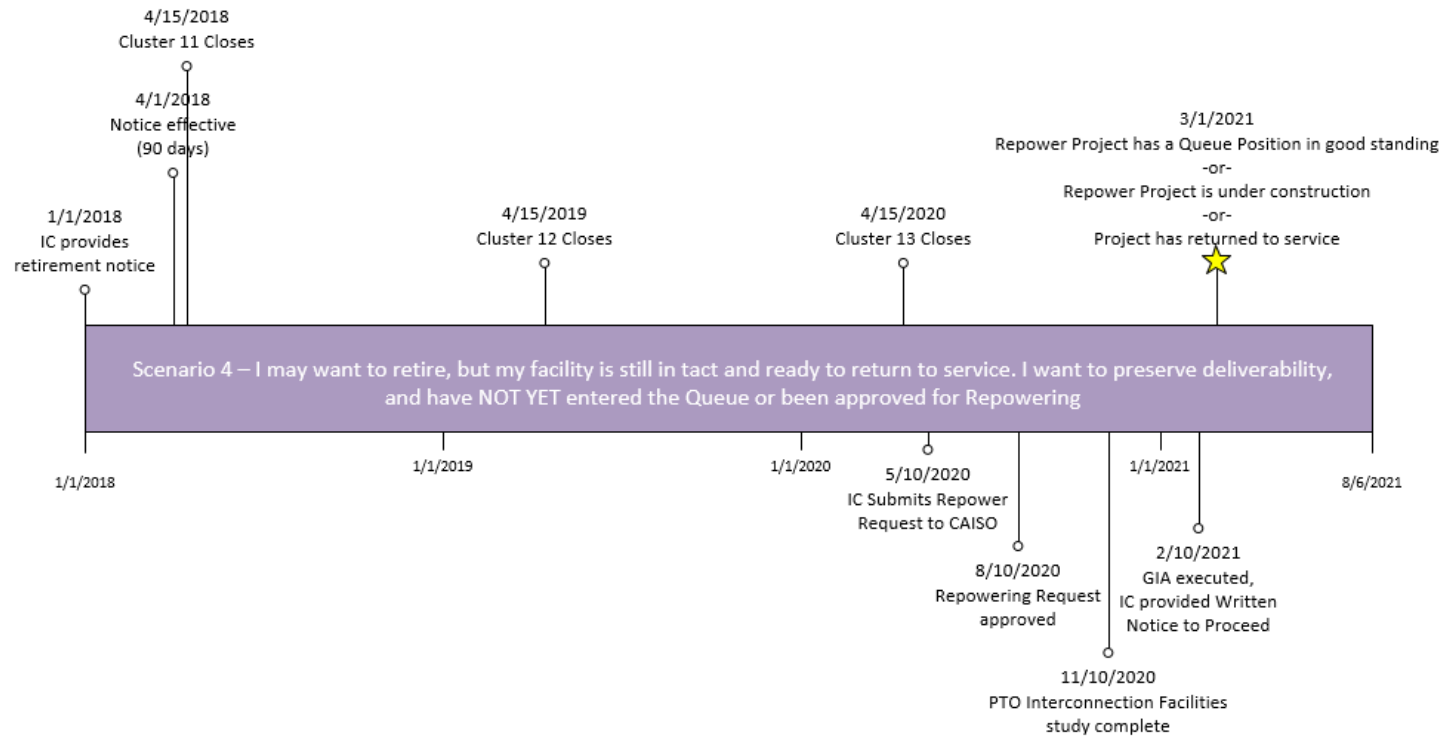 4/15/2018
Cluster 11 Closes
4/1/2018
Notice effective
(90 days)
1/1/2018
IC provides
retirement notice
4/15/2019
Cluster 12 Closes
4/15/2020
Cluster 13 Closes
3/1/2021
Repower Project has a Queue Position in good standing
-or-
Repower Project is under construction
-or-
Project has returned to service
Scenario 4 – I may want to retire, but my facility is still in tact and ready to return to service. I want to preserve deliverability,
and have NOT YET entered the Queue or been approved for Repowering
1/1/2018
1/1/2019
1/1/2020
1/1/2021
8/6/2021
5/10/2020
IC Submits Repower
Request to CAISO
8/10/2020
Repowering Request
approved
11/10/2020
PTO Interconnection Facilities
study complete
2/10/2021
GIA executed,
IC provided Written
Notice to Proceed